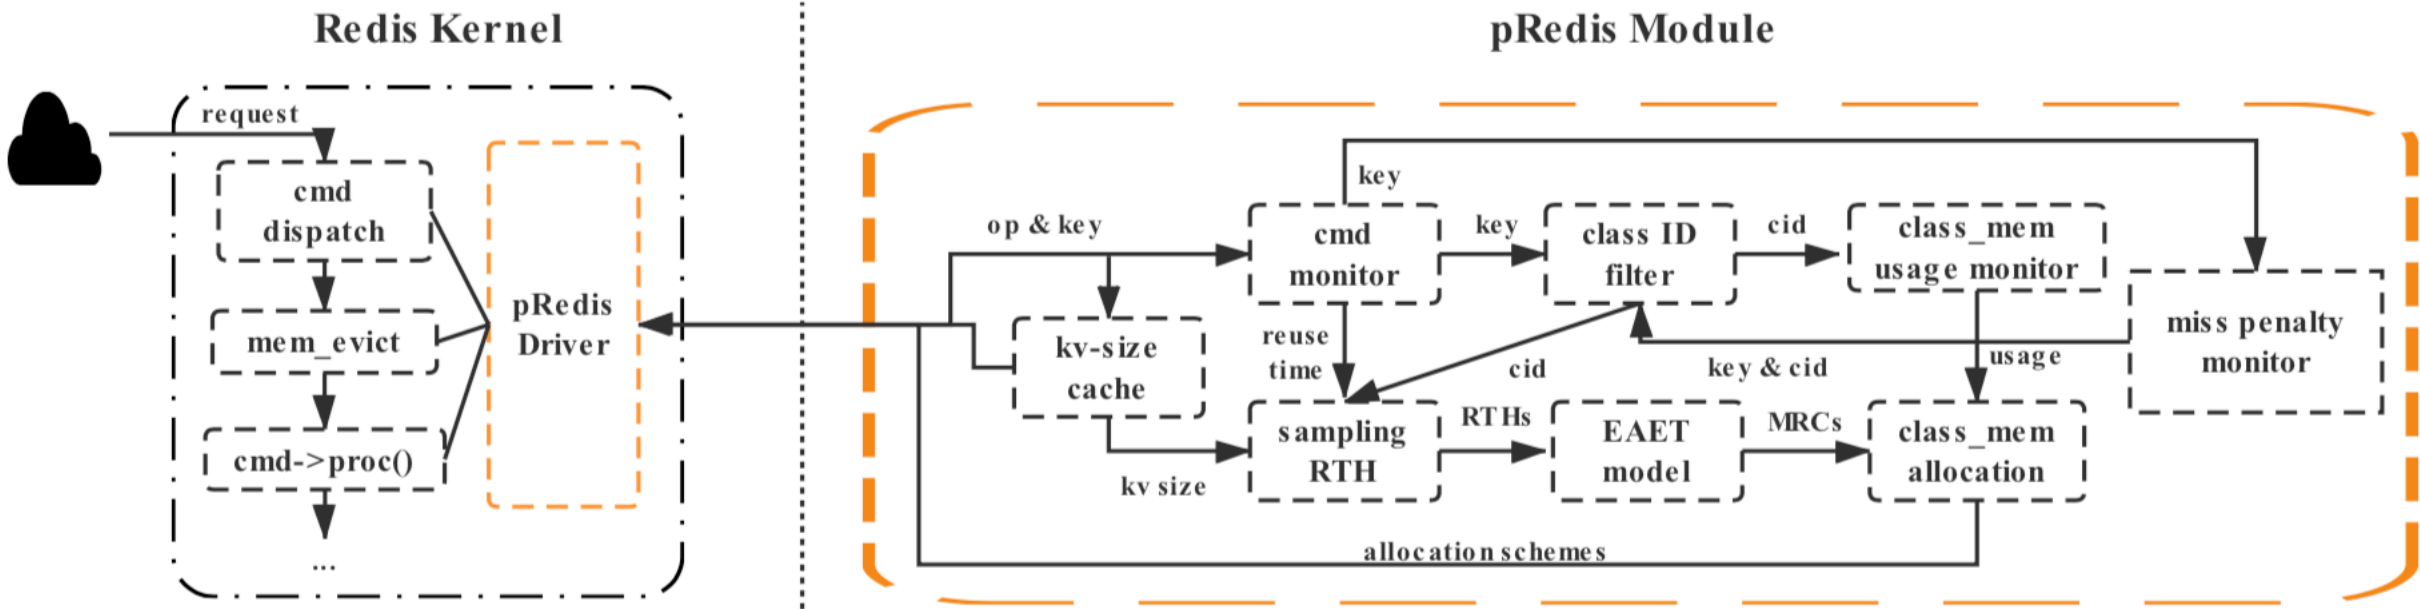 Redis Kernel
pRedis Module
request
cmd
dispatch
mem_evict
cmd->proc()
...
pRedis
Driver
op & key
key
cmd
monitor
key
class ID
filter
cid
class_mem
usage monitor
miss penalty
monitor
kv-size
cache
reuse
time
cid
key & cid
usage
kv size
sampling
RTH
RTHs
EAET
model
MRCs
class_mem
allocation
allocation schemes